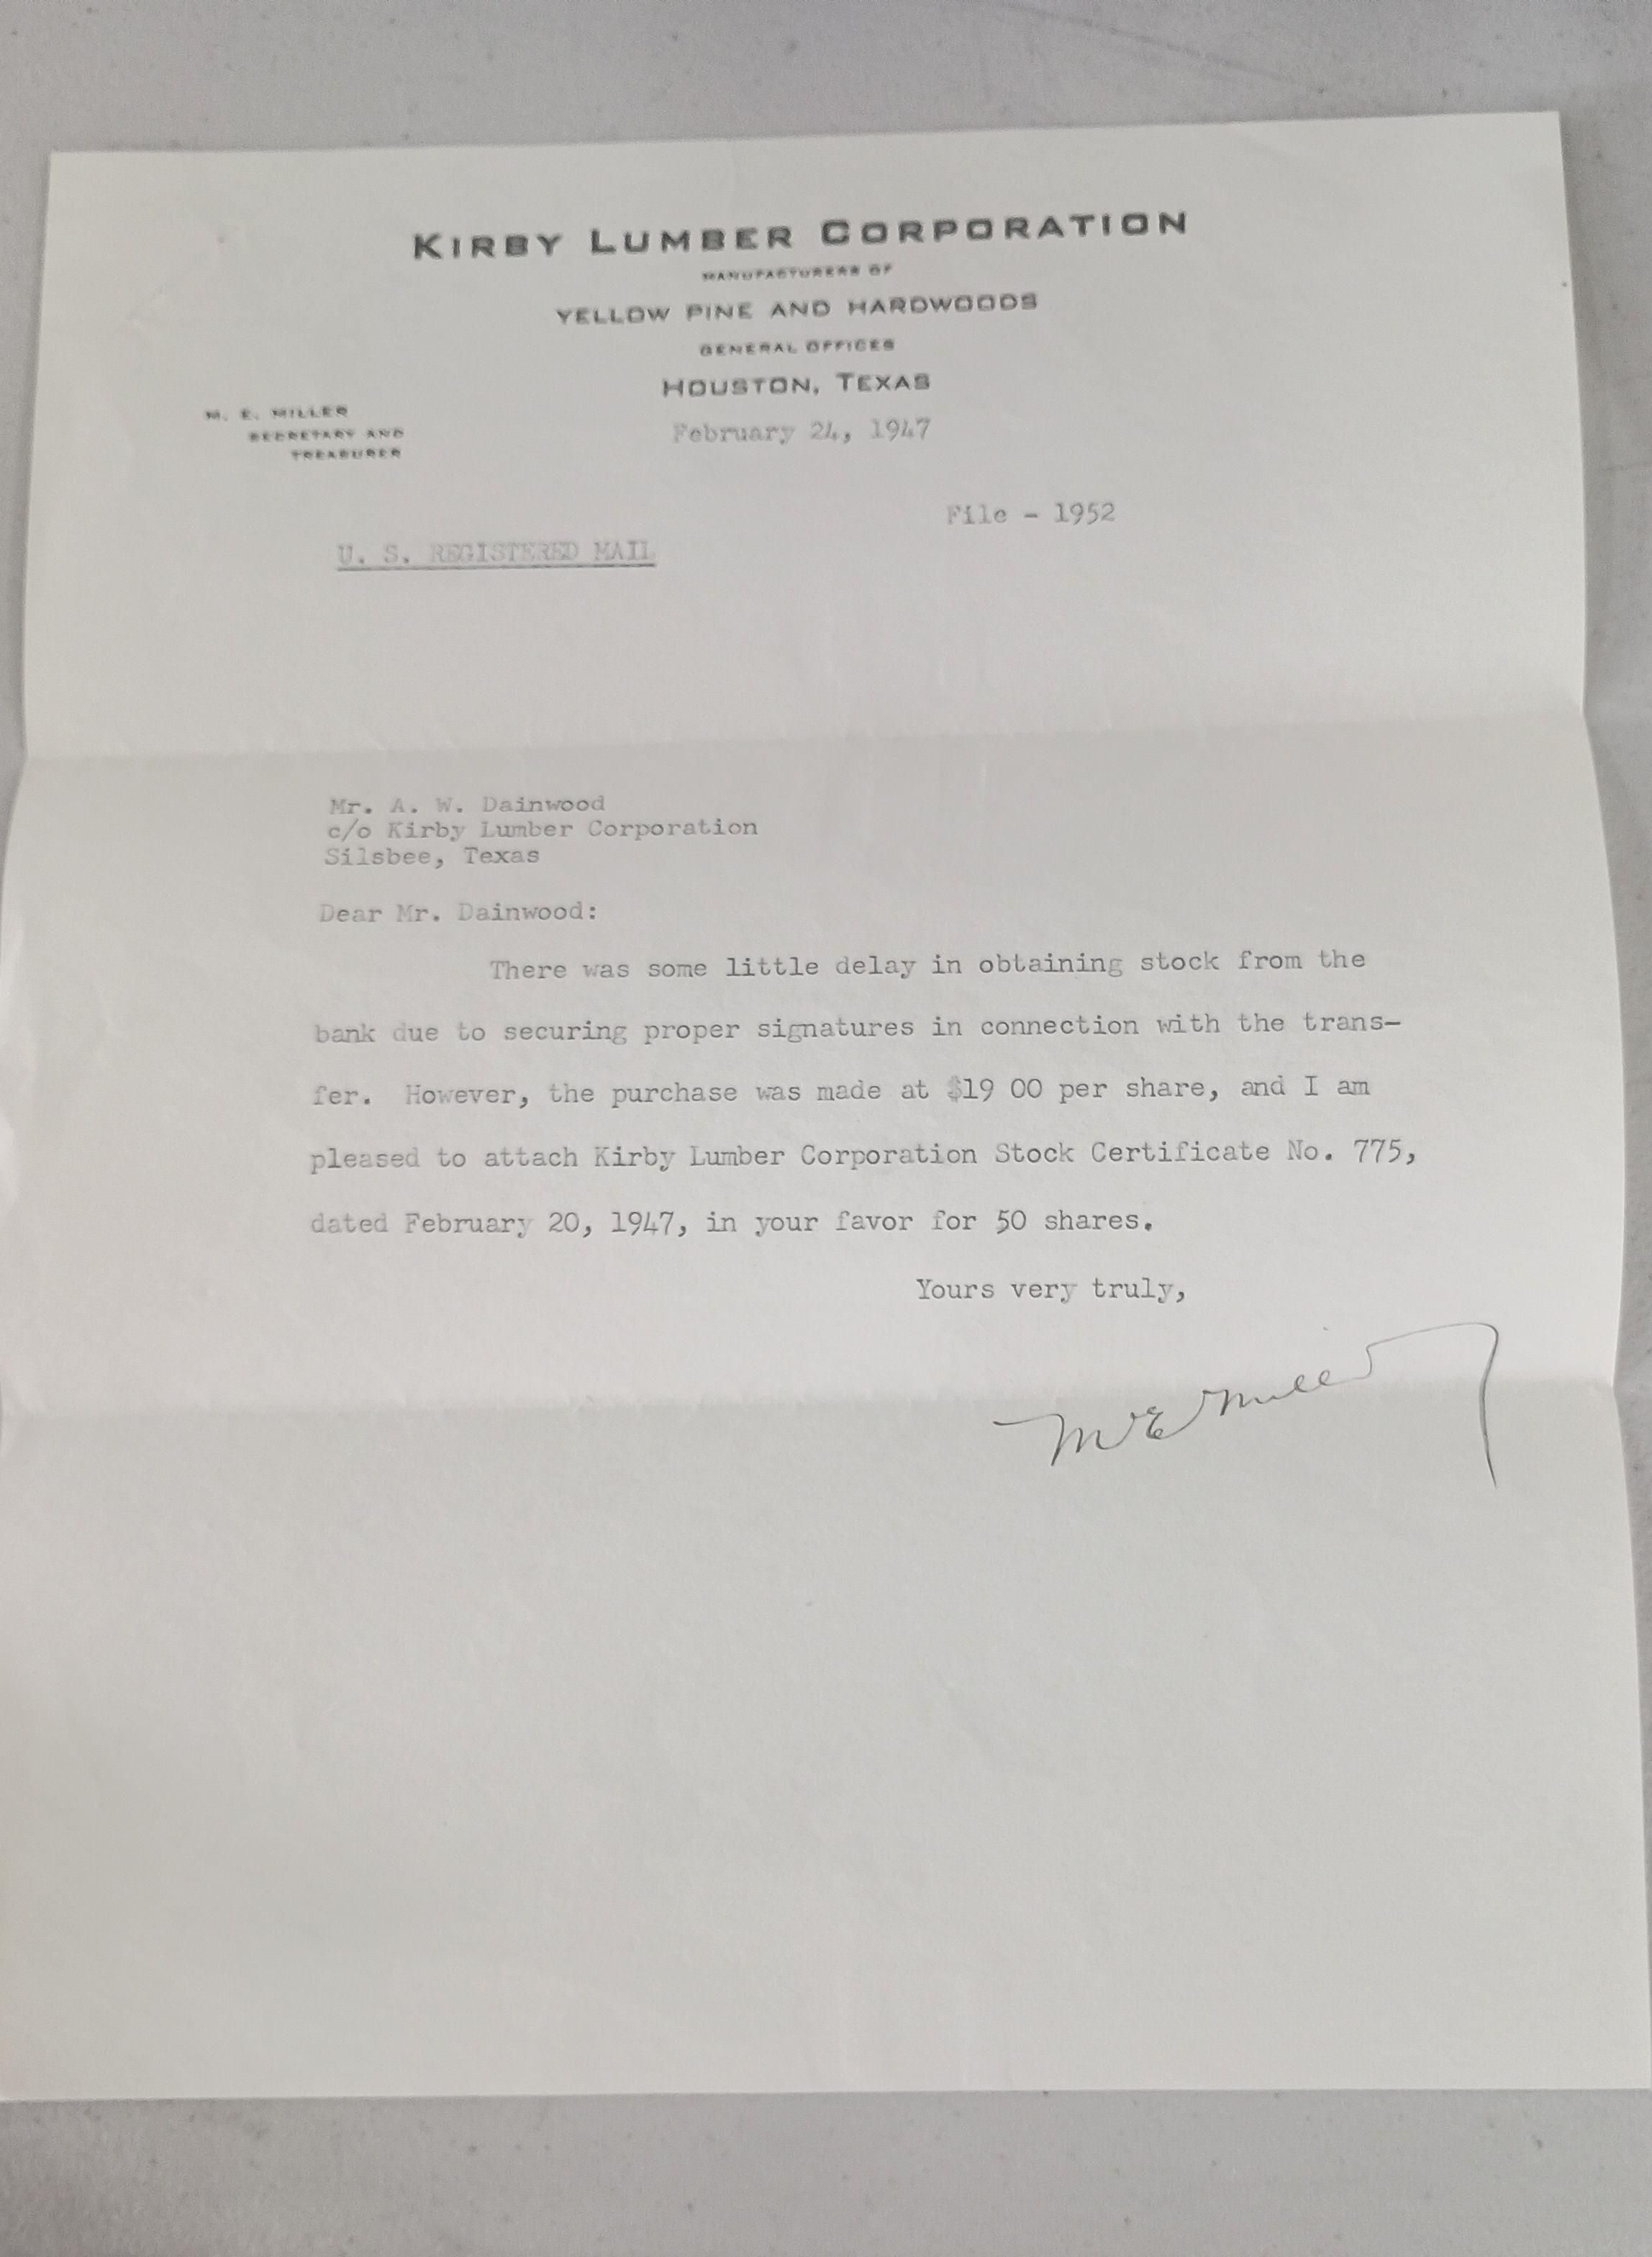 KIRBY LUMBER CORPORATION
MANUFACTURERS OF
YELLOW PINE AND HARDWOODS
GENERAL OFFICES
HOUSTON, TEXAS
M. E. MILLER
SECRETARY AND
TREASURER
February 24, 1947
File - 1952
U. S. REGISTERED MAIL
Mr. A. W. Dainwood
c/o Kirby Lumber Corporation
Silsbee, Texas
Dear Mr. Dainwood:
There was some little delay in obtaining stock from the
bank due to securing proper signatures in connection with the trans-
fer. However, the purchase was made at $19 00 per share, and I am
pleased to attach Kirby Lumber Corporation Stock Certificate No. 775,
dated February 20, 1947, in your favor for 50 shares.
Yours very truly,
M E Miller